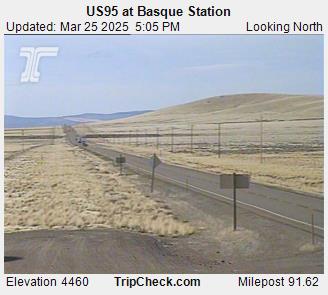 US95 at Basque Station
Updated: Mar 25 2025 5:05 PM Looking North
Elevation 4460 TripCheck.com Milepost 91.62